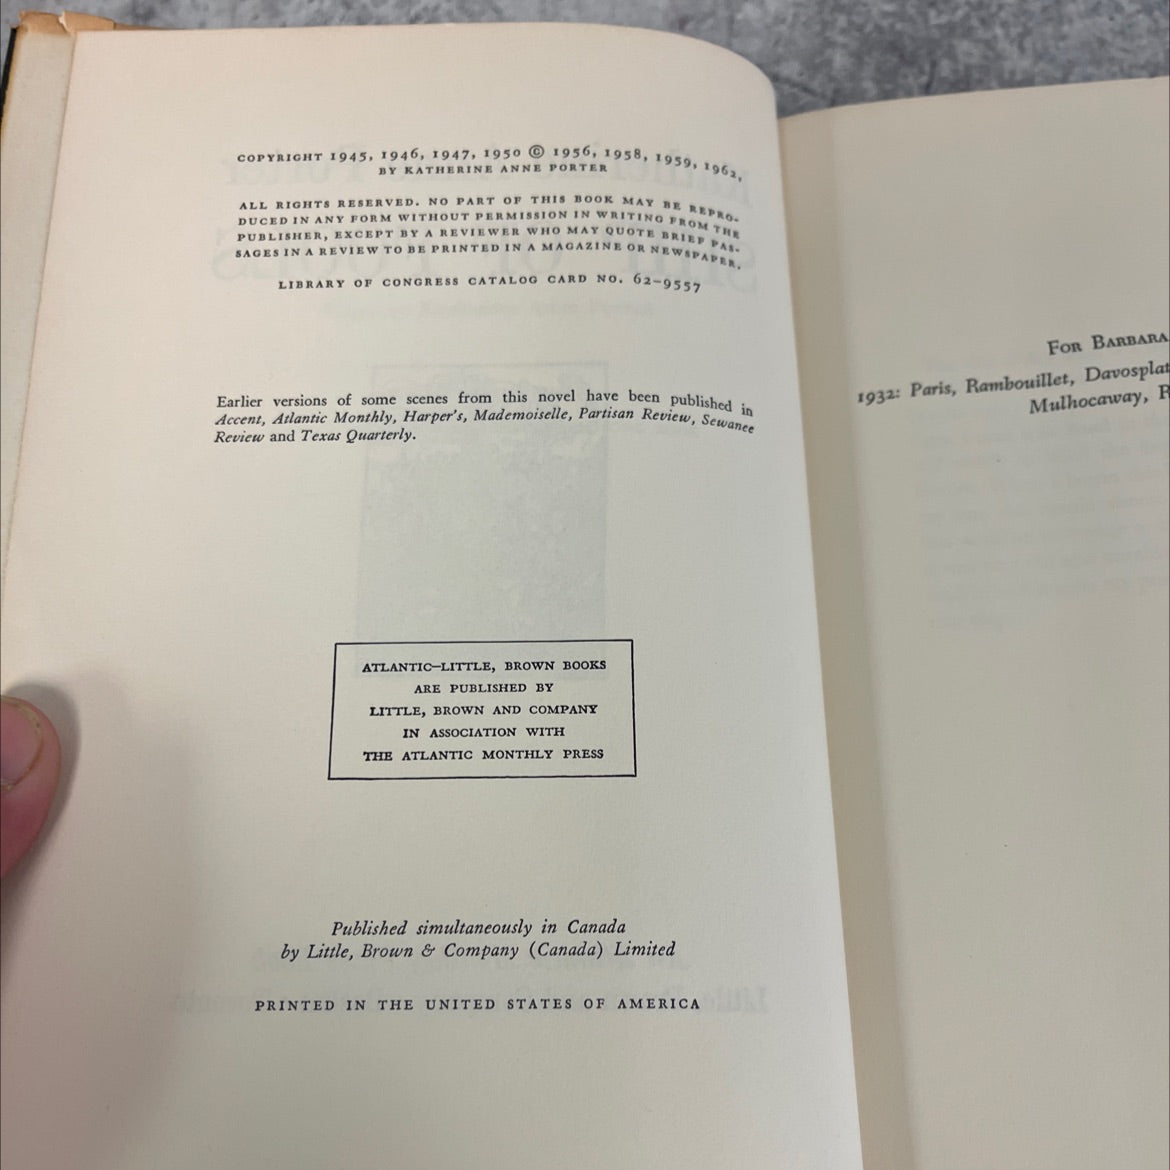 COPYRIGHT 1945, 1946, 1947, 1950 © 1956, 1958, 1959, 1962,
BY KATHERINE ANNE PORTER
ALL RIGHTS RESERVED. NO PART OF THIS BOOK MAY BE REPRO-
DUCED IN ANY FORM WITHOUT PERMISSION IN WRITING FROM THE
PUBLISHER, EXCEPT BY A REVIEWER WHO MAY QUOTE BRIEF PAS-
SAGES IN A REVIEW TO BE PRINTED IN A MAGAZINE OR NEWSPAPER.
LIBRARY OF CONGRESS CATALOG CARD NO. 62-9557
Earlier versions of some scenes from this novel have been published in
Accent, Atlantic Monthly, Harper's, Mademoiselle, Partisan Review, Sewanee
Review and Texas Quarterly.
ATLANTIC–LITTLE, BROWN BOOKS
ARE PUBLISHED BY
LITTLE, BROWN AND COMPANY
IN ASSOCIATION WITH
THE ATLANTIC MONTHLY PRESS
Published simultaneously in Canada
by Little, Brown & Company (Canada) Limited
PRINTED IN THE UNITED STATES OF AMERICA
FOR BARBARA
1932: Paris, Rambouillet, Davosplat
Mulhocaway,